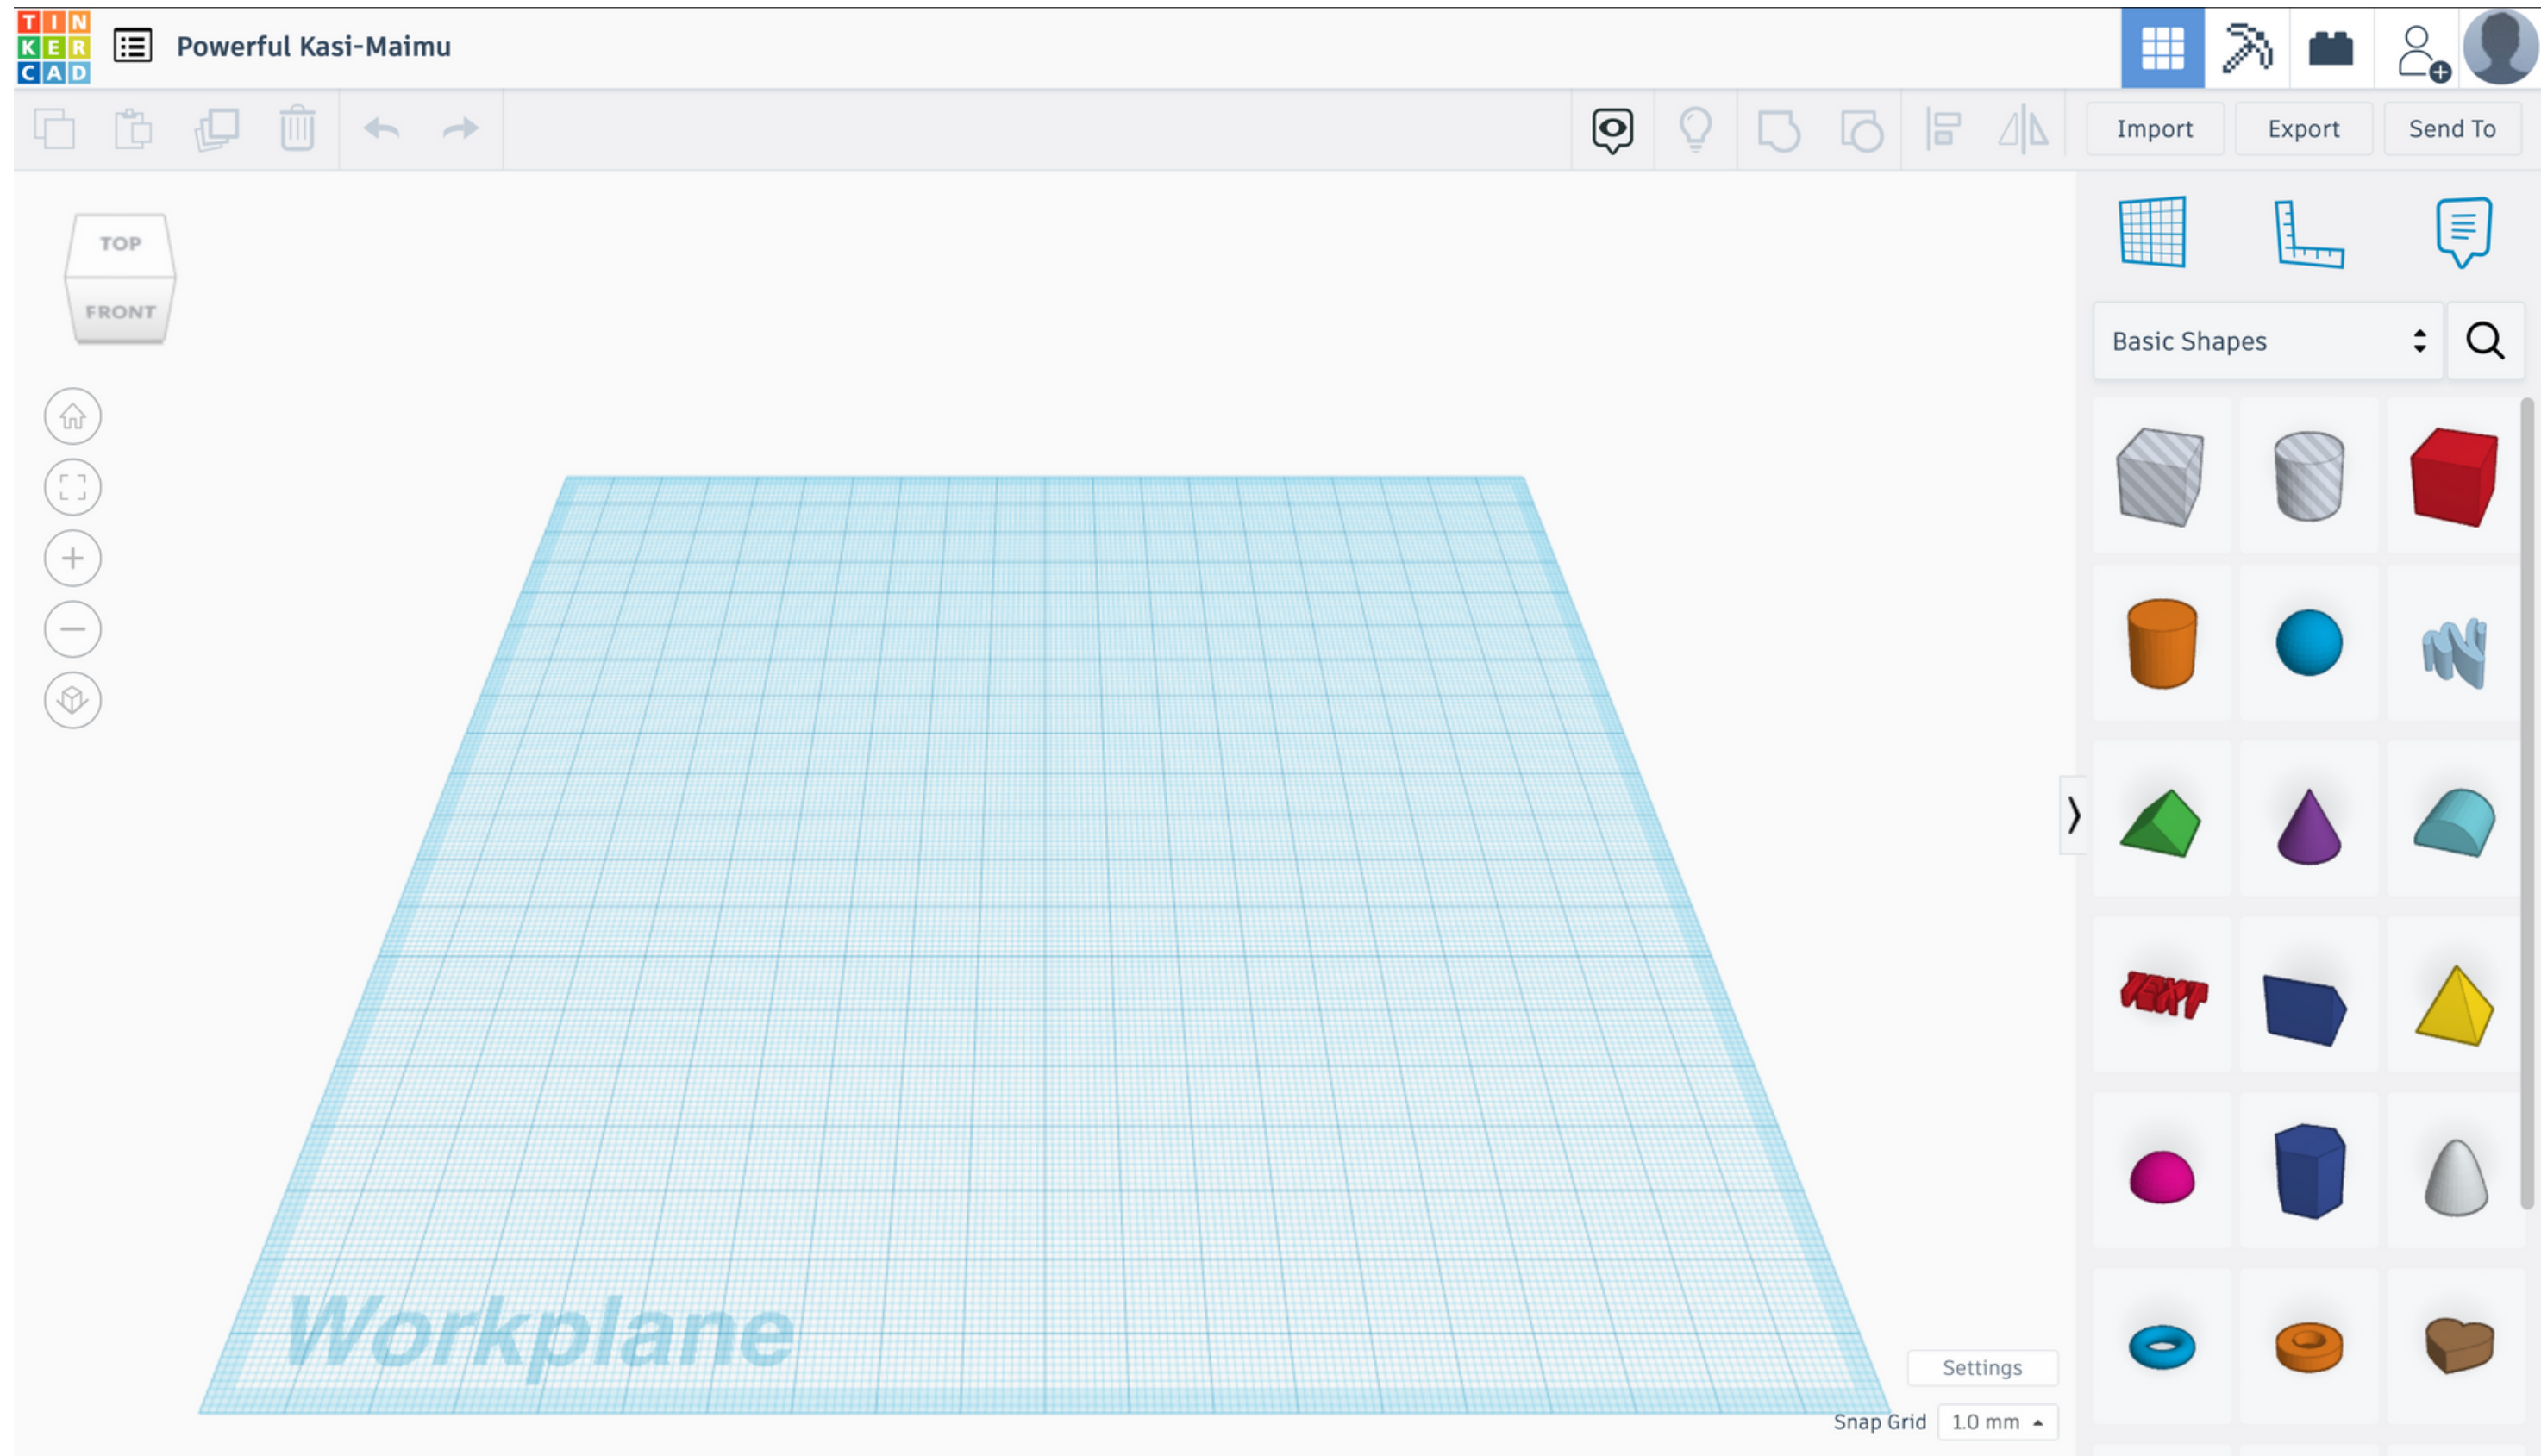 TIN
KER
CAD
Powerful Kasi-Maimu
Import
Export
Send To
TOP
FRONT
Basic Shapes
TEXT
Workplane
Settings
Snap Grid
1.0 mm